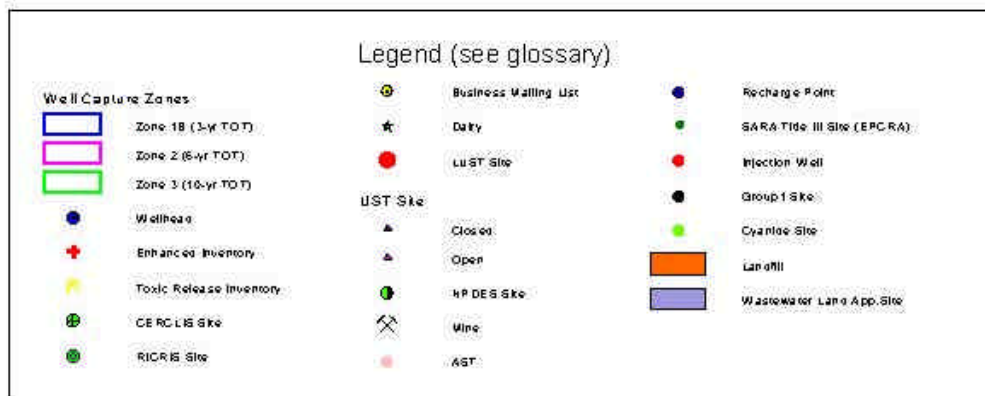 Legend (see glossary)
Well Capture Zones
Zone 1B (3-yr TOT)
Zone 2 (6-yr TOT)
Zone 3 (10-yr TOT)
Wellhead
Enhanced Inventory
Toxic Release Inventory
CERCLIS Site
RICRIS Site
Business Mailing List
Dairy
LUST Site
UST Site
Closed
Open
NPDES Site
Mine
AST
Recharge Point
SARA Title III Site (EPCRA)
Injection Well
Group 1 Site
Cyanide Site
Landfill
Wastewater Land App. Site